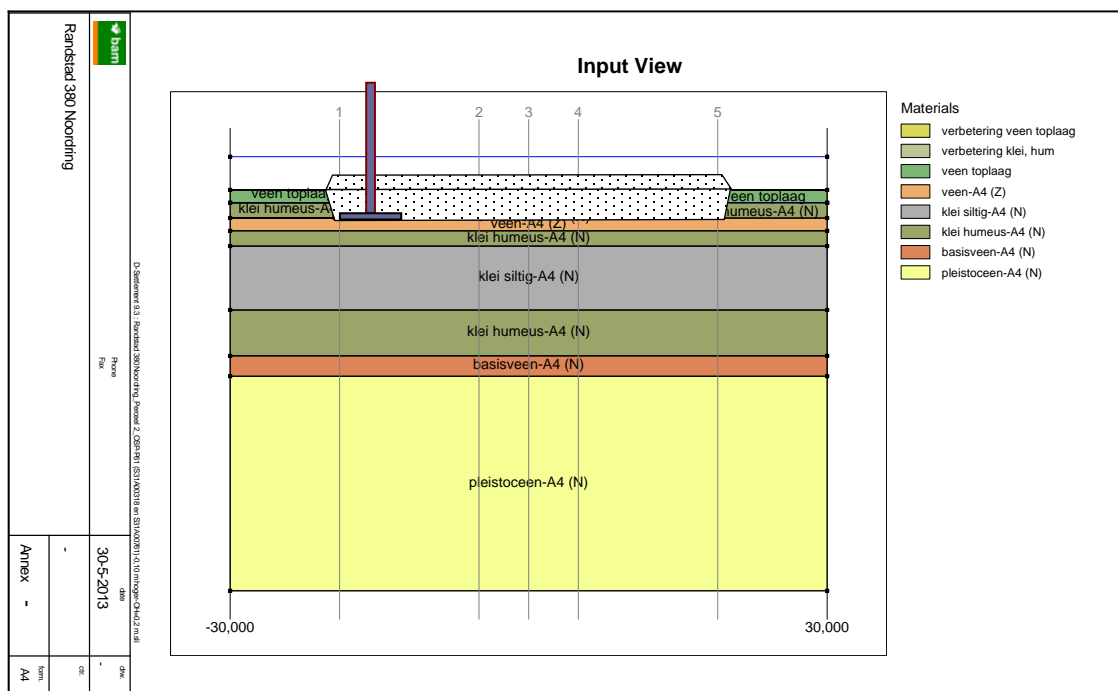 Input View
1 2 3 4 5
veen toplaag
klei humeus-A4 (N)
veen-A4 (Z)
klei humeus-A4 (N)
klei siltig-A4 (N)
klei humeus-A4 (N)
basisveen-A4 (N)
pleistoceen-A4 (N)
veen toplaag
humeus-A4 (N)
-30,000
30,000
Materials
verbetering veen toplaag
verbetering klei, hum
veen toplaag
veen-A4 (Z)
klei siltig-A4 (N)
klei humeus-A4 (N)
basisveen-A4 (N)
pleistoceen-A4 (N)
bam
Randstad 380 Noordring
Phone
Fax
date
30-5-2013
drw.
-
ctr.
-
Annex -
form.
A4